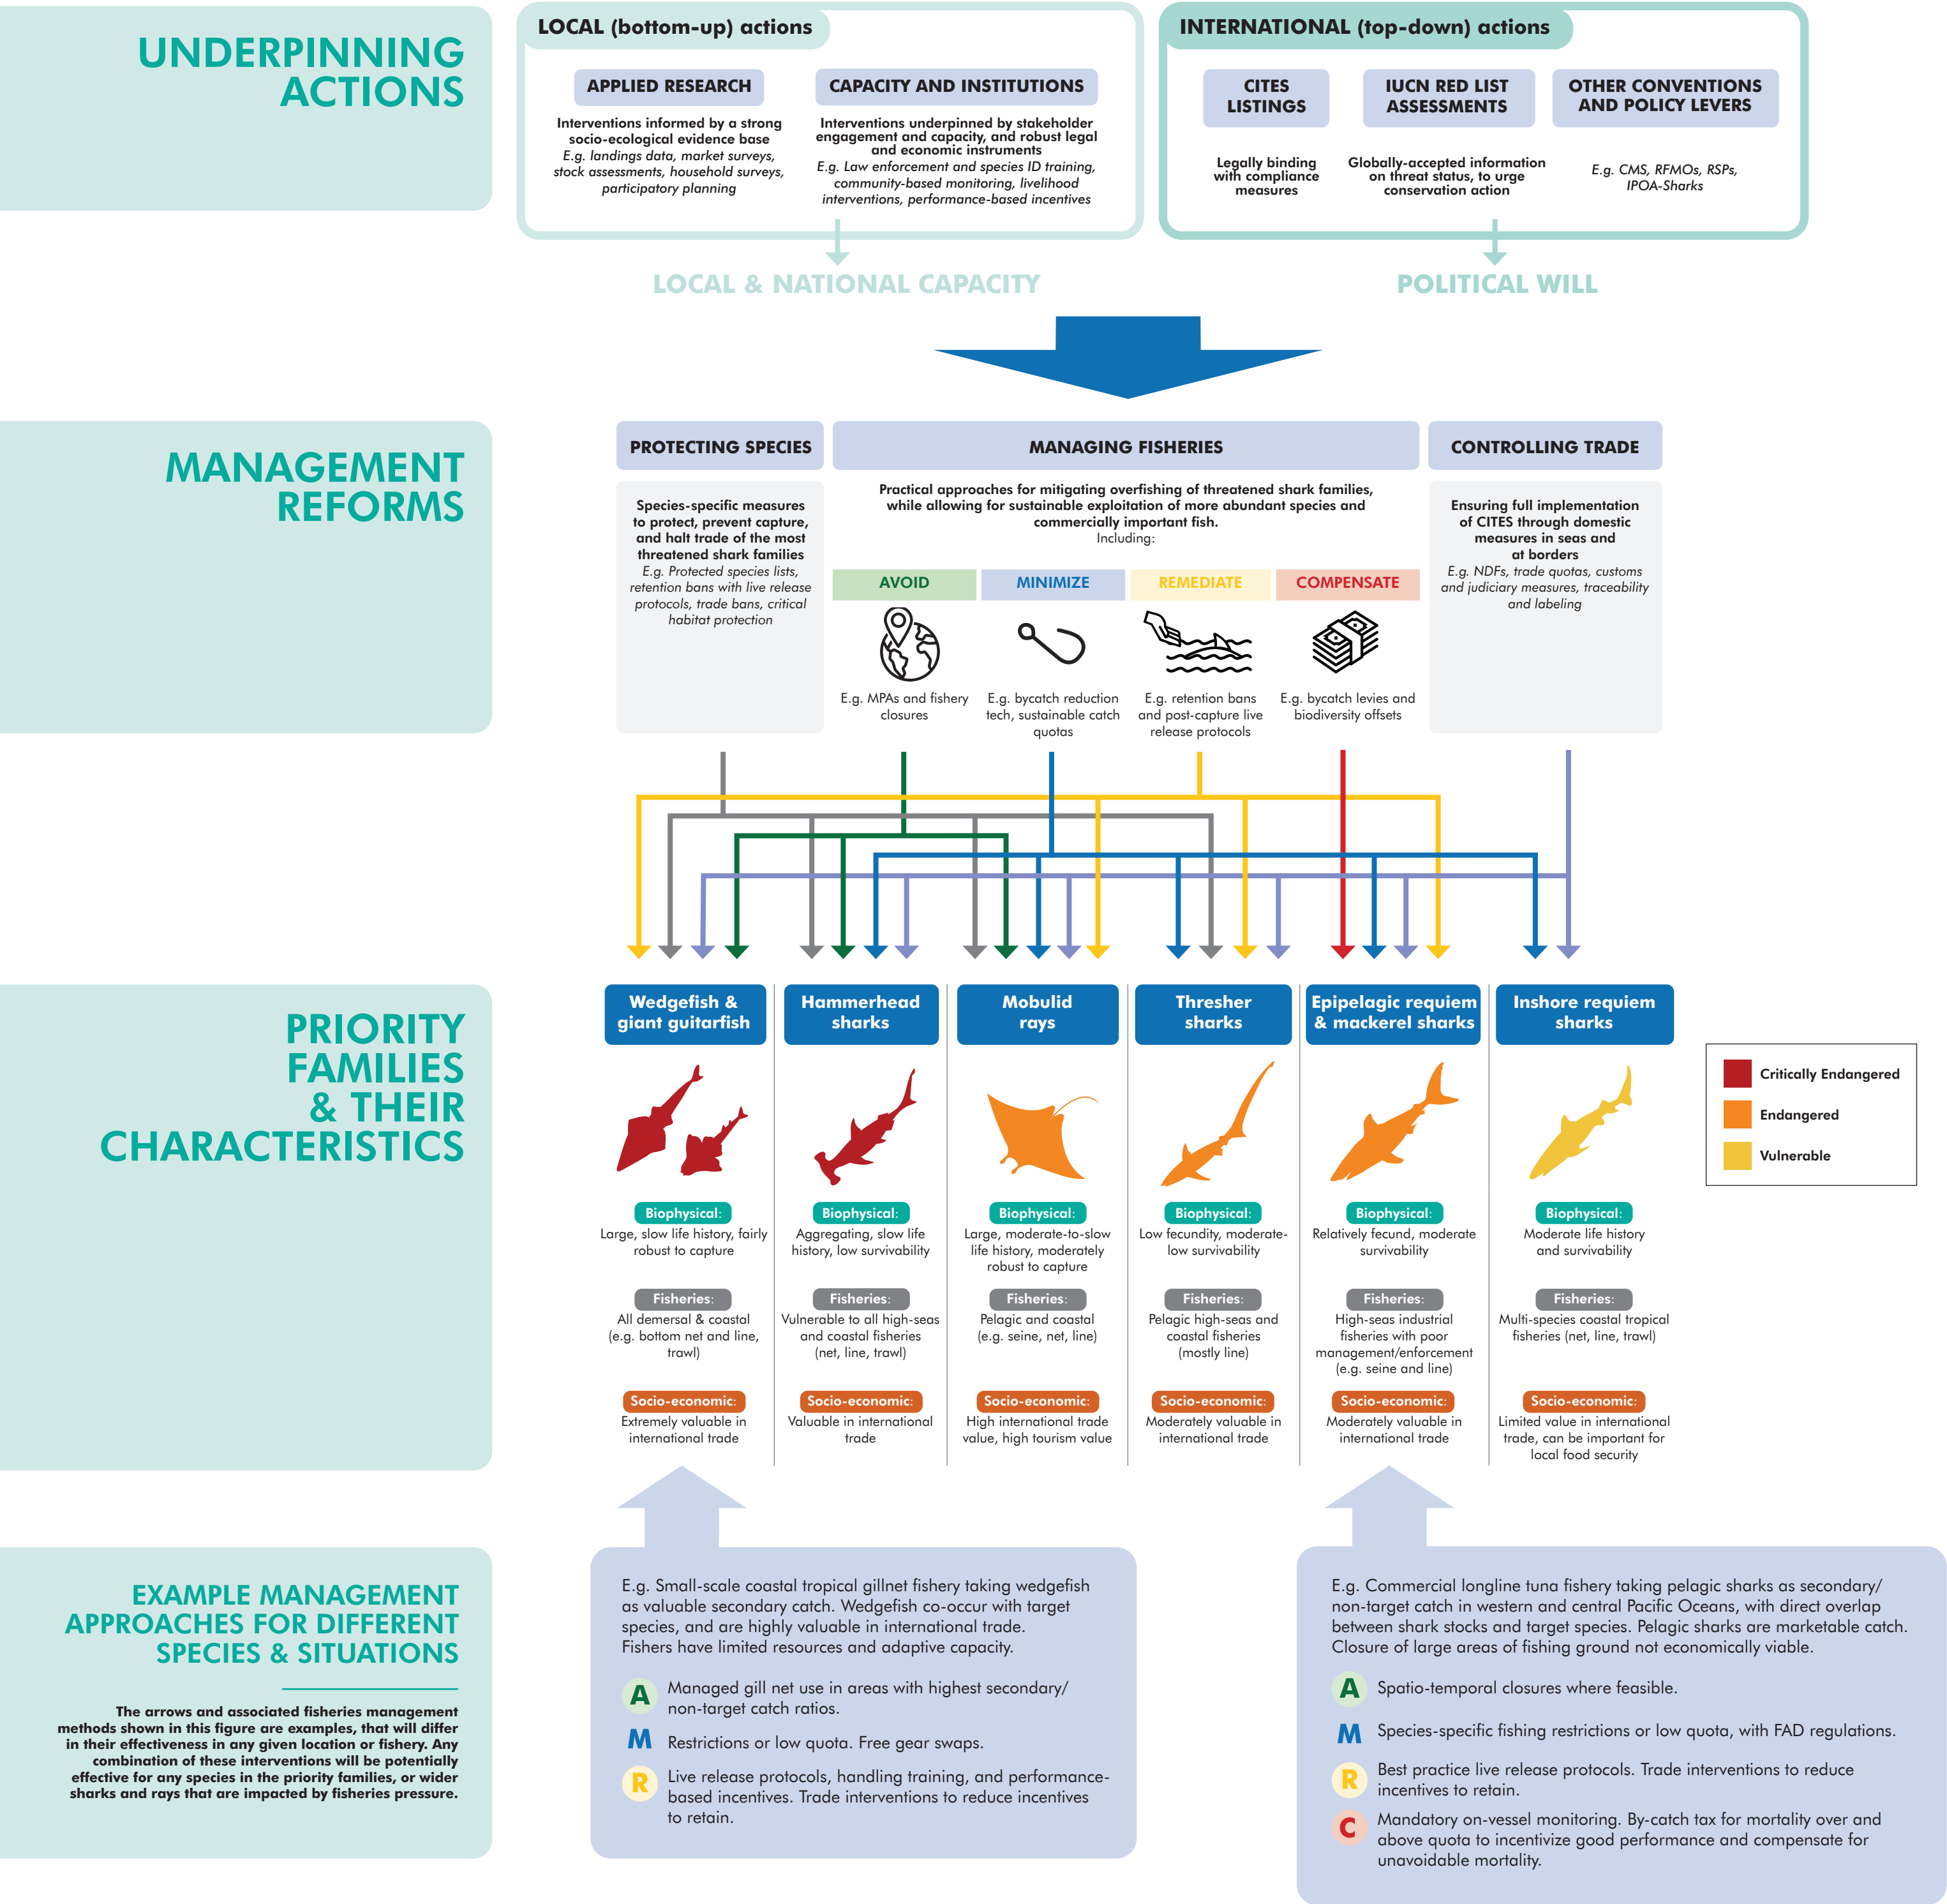 UNDERPINNING
ACTIONS
LOCAL (bottom-up) actions
APPLIED RESEARCH
Interventions informed by a strong
socio-ecological evidence base
E.g. landings data, market surveys,
stock assessments, household surveys,
participatory planning
CAPACITY AND INSTITUTIONS
Interventions underpinned by stakeholder
engagement and capacity, and robust legal
and economic instruments
E.g. Law enforcement and species ID training,
community-based monitoring, livelihood
interventions, performance-based incentives
INTERNATIONAL (top-down) actions
CITES
LISTINGS
Legally binding
with compliance
measures
IUCN RED LIST
ASSESSMENTS
Globally-accepted information
on threat status, to urge
conservation action
OTHER CONVENTIONS
AND POLICY LEVERS
E.g. CMS, RFMOs, RSPs,
IPOA-Sharks
LOCAL & NATIONAL CAPACITY
POLITICAL WILL
MANAGEMENT
REFORMS
PROTECTING SPECIES
Species-specific measures
to protect, prevent capture,
and halt trade of the most
threatened shark families
E.g. Protected species lists,
retention bans with live release
protocols, trade bans, critical
habitat protection
MANAGING FISHERIES
Practical approaches for mitigating overfishing of threatened shark families,
while allowing for sustainable exploitation of more abundant species and
commercially important fish.
Including:
AVOID
E.g. MPAs and fishery
closures
MINIMIZE
E.g. bycatch reduction
tech, sustainable catch
quotas
REMEDIATE
E.g. retention bans
and post-capture live
release protocols
COMPENSATE
E.g. bycatch levies and
biodiversity offsets
CONTROLLING TRADE
Ensuring full implementation
of CITES through domestic
measures in seas and
at borders
E.g. NDFs, trade quotas, customs
and judiciary measures, traceability
and labeling
PRIORITY
FAMILIES
& THEIR
CHARACTERISTICS
Wedgefish &
giant guitarfish
Biophysical:
Large, slow life history, fairly
robust to capture
Fisheries:
All demersal & coastal
(e.g. bottom net and line,
trawl)
Socio-economic:
Extremely valuable in
international trade
Hammerhead
sharks
Biophysical:
Aggregating, slow life
history, low survivability
Fisheries:
Vulnerable to all high-seas
and coastal fisheries
(net, line, trawl)
Socio-economic:
Valuable in international
trade
Mobulid
rays
Biophysical:
Large, moderate-to-slow
life history, moderately
robust to capture
Fisheries:
Pelagic and coastal
(e.g. seine, net, line)
Socio-economic:
High international trade
value, high tourism value
Thresher
sharks
Biophysical:
Low fecundity, moderate-
low survivability
Fisheries:
Pelagic high-seas and
coastal fisheries
(mostly line)
Socio-economic:
Moderately valuable in
international trade
Epipelagic requiem
& mackerel sharks
Biophysical:
Relatively fecund, moderate
survivability
Fisheries:
High-seas industrial
fisheries with poor
management/enforcement
(e.g. seine and line)
Socio-economic:
Moderately valuable in
international trade
Inshore requiem
sharks
Biophysical:
Moderate life history
and survivability
Fisheries:
Multi-species coastal tropical
fisheries (net, line, trawl)
Socio-economic:
Limited value in international
trade, can be important for
local food security
Critically Endangered
Endangered
Vulnerable
EXAMPLE MANAGEMENT
APPROACHES FOR DIFFERENT
SPECIES & SITUATIONS
The arrows and associated fisheries management
methods shown in this figure are examples, that will differ
in their effectiveness in any given location or fishery. Any
combination of these interventions will be potentially
effective for any species in the priority families, or wider
sharks and rays that are impacted by fisheries pressure.
E.g. Small-scale coastal tropical gillnet fishery taking wedgefish
as valuable secondary catch. Wedgefish co-occur with target
species, and are highly valuable in international trade.
Fishers have limited resources and adaptive capacity.
A Managed gill net use in areas with highest secondary/
non-target catch ratios.
M Restrictions or low quota. Free gear swaps.
R Live release protocols, handling training, and performance-
based incentives. Trade interventions to reduce incentives
to retain.
E.g. Commercial longline tuna fishery taking pelagic sharks as secondary/
non-target catch in western and central Pacific Oceans, with direct overlap
between shark stocks and target species. Pelagic sharks are marketable catch.
Closure of large areas of fishing ground not economically viable.
A Spatio-temporal closures where feasible.
M Species-specific fishing restrictions or low quota, with FAD regulations.
R Best practice live release protocols. Trade interventions to reduce
incentives to retain.
C Mandatory on-vessel monitoring. By-catch tax for mortality over and
above quota to incentivize good performance and compensate for
unavoidable mortality.